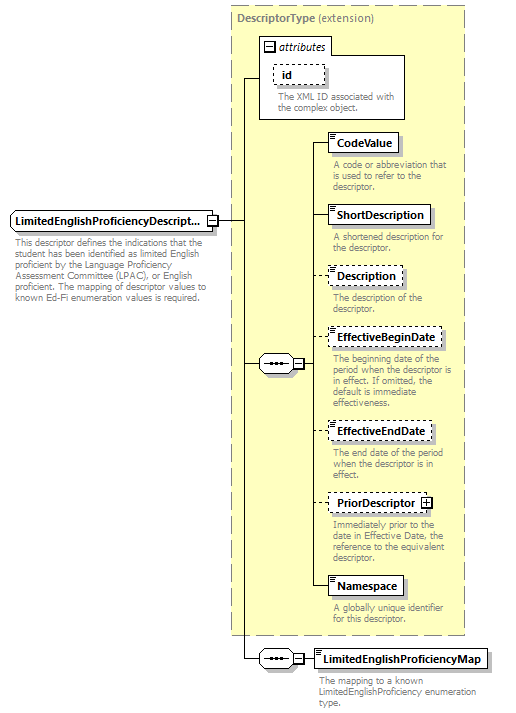 DescriptorType (extension)
attributes
id
The XML ID associated with
the complex object.
CodeValue
A code or abbreviation that
is used to refer to the
descriptor.
ShortDescription
A shortened description for
the descriptor.
LimitedEnglishProficiencyDescript...
This descriptor defines the indications that the
student has been identified as limited English
proficient by the Language Proficiency
Assessment Committee (LPAC), or English
proficient. The mapping of descriptor values to
known Ed-Fi enumeration values is required.
Description
The description of the
descriptor.
EffectiveBeginDate
The beginning date of the
period when the descriptor is
in effect. If omitted, the
default is immediate
effectiveness.
EffectiveEndDate
The end date of the period
when the descriptor is in
effect.
PriorDescriptor
Immediately prior to the
date in Effective Date, the
reference to the equivalent
descriptor.
Namespace
A globally unique identifier
for this descriptor.
LimitedEnglishProficiencyMap
The mapping to a known
LimitedEnglishProficiency enumeration
type.